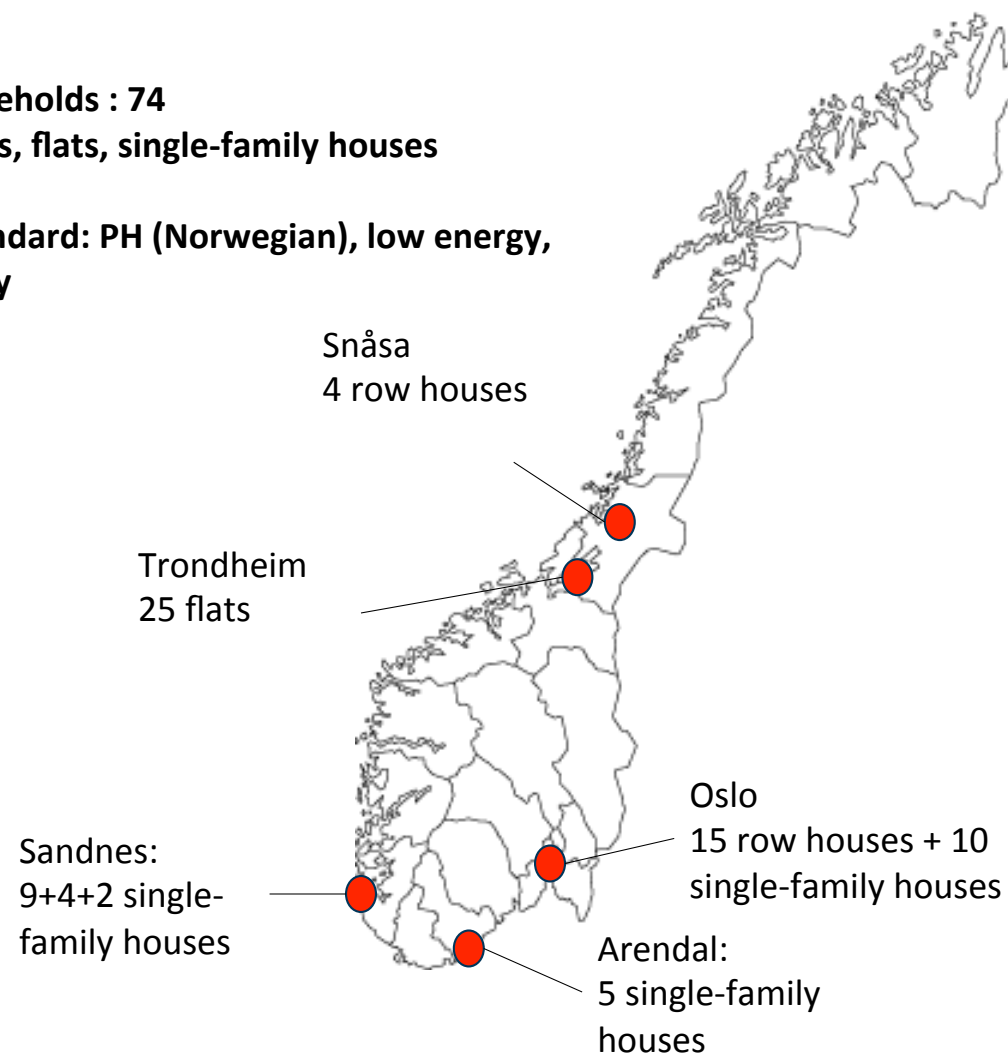 eholds : 74
s, flats, single-family houses
ndard: PH (Norwegian), low energy,
y
Snåsa
4 row houses
Trondheim
25 flats
Oslo
15 row houses + 10
single-family houses
Sandnes:
9+4+2 single-
family houses
Arendal:
5 single-family
houses